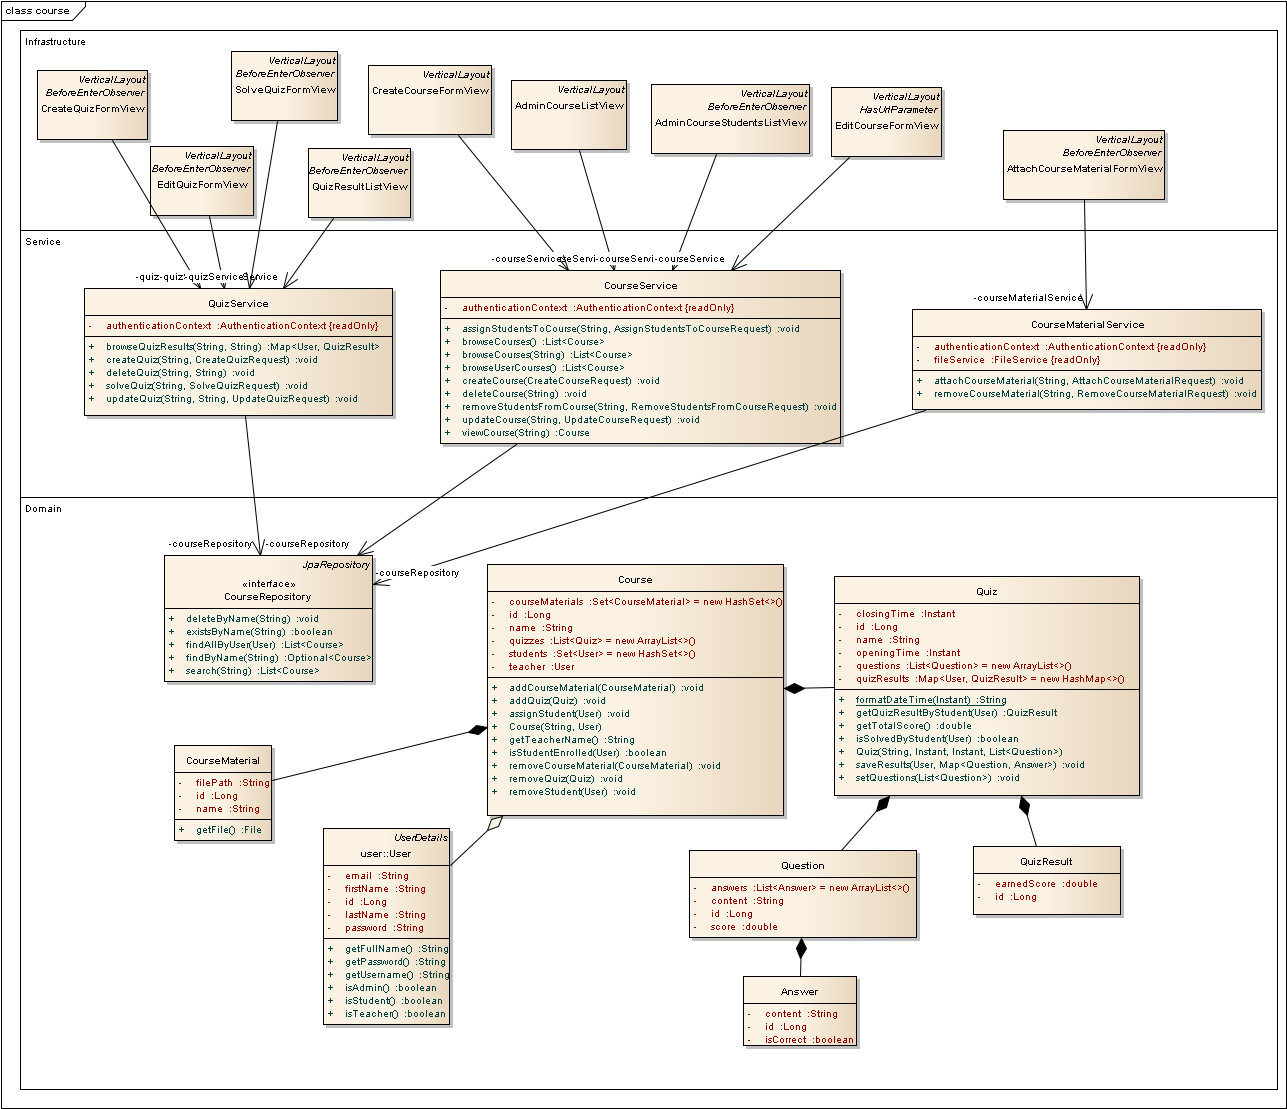 class course
Infrastructure
VerticalLayout
BeforeEnterObserver
CreateQuizFormView
VerticalLayout
BeforeEnterObserver
SolveQuizFormView
VerticalLayout
CreateCourseFormView
VerticalLayout
AdminCourseListView
VerticalLayout
BeforeEnterObserver
AdminCourseStudentsListView
VerticalLayout
HasUrlParameter
EditCourseFormView
VerticalLayout
BeforeEnterObserver
AttachCourseMaterialFormView
VerticalLayout
BeforeEnterObserver
EditQuizFormView
VerticalLayout
BeforeEnterObserver
QuizResultListView
Service
-quizService
-courseService
-courseService
-courseMaterialService
QuizService
- authenticationContext :AuthenticationContext {readOnly}
+ browseQuizResults(String, String) :Map<User, QuizResult>
+ createQuiz(String, CreateQuizRequest) :void
+ deleteQuiz(String, String) :void
+ solveQuiz(String, SolveQuizRequest) :void
+ updateQuiz(String, String, UpdateQuizRequest) :void
CourseService
- authenticationContext :AuthenticationContext {readOnly}
+ assignStudentsToCourse(String, AssignStudentsToCourseRequest) :void
+ browseCourses() :List<Course>
+ browseCourses(String) :List<Course>
+ browseUserCourses() :List<Course>
+ createCourse(CreateCourseRequest) :void
+ deleteCourse(String) :void
+ removeStudentsFromCourse(String, RemoveStudentsFromCourseRequest) :void
+ updateCourse(String, UpdateCourseRequest) :void
+ viewCourse(String) :Course
CourseMaterialService
- authenticationContext :AuthenticationContext {readOnly}
- fileService :FileService {readOnly}
+ attachCourseMaterial(String, AttachCourseMaterialRequest) :void
+ removeCourseMaterial(String, RemoveCourseMaterialRequest) :void
Domain
-courseRepository
-courseRepository
-courseRepository
JpaRepository
«interface»
CourseRepository
+ deleteByName(String) :void
+ existsByName(String) :boolean
+ findAllByUser(User) :List<Course>
+ findByName(String) :Optional<Course>
+ search(String) :List<Course>
Course
- courseMaterials :Set<CourseMaterial> = new HashSet<>()
- id :Long
- name :String
- quizzes :List<Quiz> = new ArrayList<>()
- students :Set<User> = new HashSet<>()
- teacher :User
+ addCourseMaterial(CourseMaterial) :void
+ addQuiz(Quiz) :void
+ assignStudent(User) :void
+ Course(String, User)
+ getTeacherName() :String
+ isStudentEnrolled(User) :boolean
+ removeCourseMaterial(CourseMaterial) :void
+ removeQuiz(Quiz) :void
+ removeStudent(User) :void
Quiz
- closingTime :Instant
- id :Long
- name :String
- openingTime :Instant
- questions :List<Question> = new ArrayList<>()
- quizResults :Map<User, QuizResult> = new HashMap<>()
+ formatDateTime(Instant) :String
+ getQuizResultByStudent(User) :QuizResult
+ getTotalScore() :double
+ isSolvedByStudent(User) :boolean
+ Quiz(String, Instant, Instant, List<Question>)
+ saveResults(User, Map<Question, Answer>) :void
+ setQuestions(List<Question>) :void
CourseMaterial
- filePath :String
- id :Long
- name :String
+ getFile() :File
UserDetails
user::User
- email :String
- firstName :String
- id :Long
- lastName :String
- password :String
+ getFullName() :String
+ getPassword() :String
+ getUsername() :String
+ isAdmin() :boolean
+ isStudent() :boolean
+ isTeacher() :boolean
Question
- answers :List<Answer> = new ArrayList<>()
- content :String
- id :Long
- score :double
QuizResult
- earnedScore :double
- id :Long
Answer
- content :String
- id :Long
- isCorrect :boolean